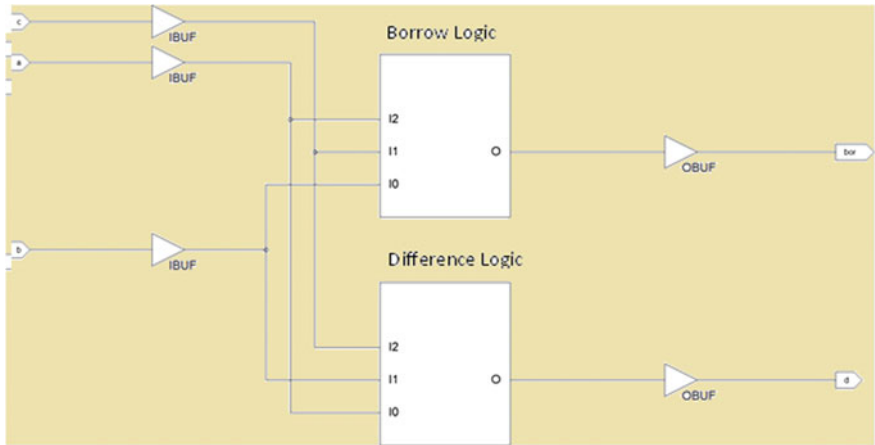 c
IBUF
a
IBUF
Borrow Logic
I2
I1
I0
O
OBUF
bor
b
IBUF
Difference Logic
I2
I1
I0
O
OBUF
d